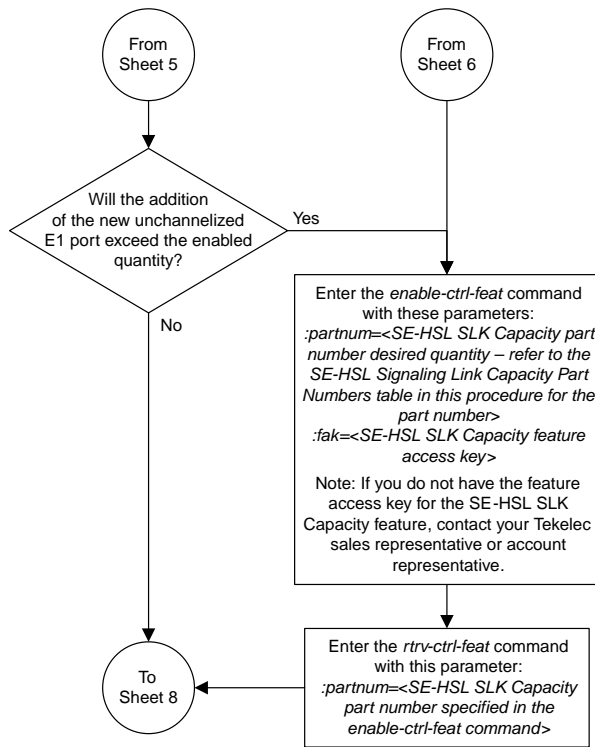 From
Sheet 5
From
Sheet 6
Will the addition
of the new unchannelized
E1 port exceed the enabled
quantity?
Yes
No
Enter the enable-ctrl-feat command
with these parameters:
:partnum=<SE-HSL SLK Capacity part
number desired quantity – refer to the
SE-HSL Signaling Link Capacity Part
Numbers table in this procedure for the
part number>
:fak=<SE-HSL SLK Capacity feature
access key>
Note: If you do not have the feature
access key for the SE-HSL SLK
Capacity feature, contact your Tekelec
sales representative or account
representative.
Enter the rtrv-ctrl-feat command
with this parameter:
:partnum=<SE-HSL SLK Capacity
part number specified in the
enable-ctrl-feat command>
To
Sheet 8